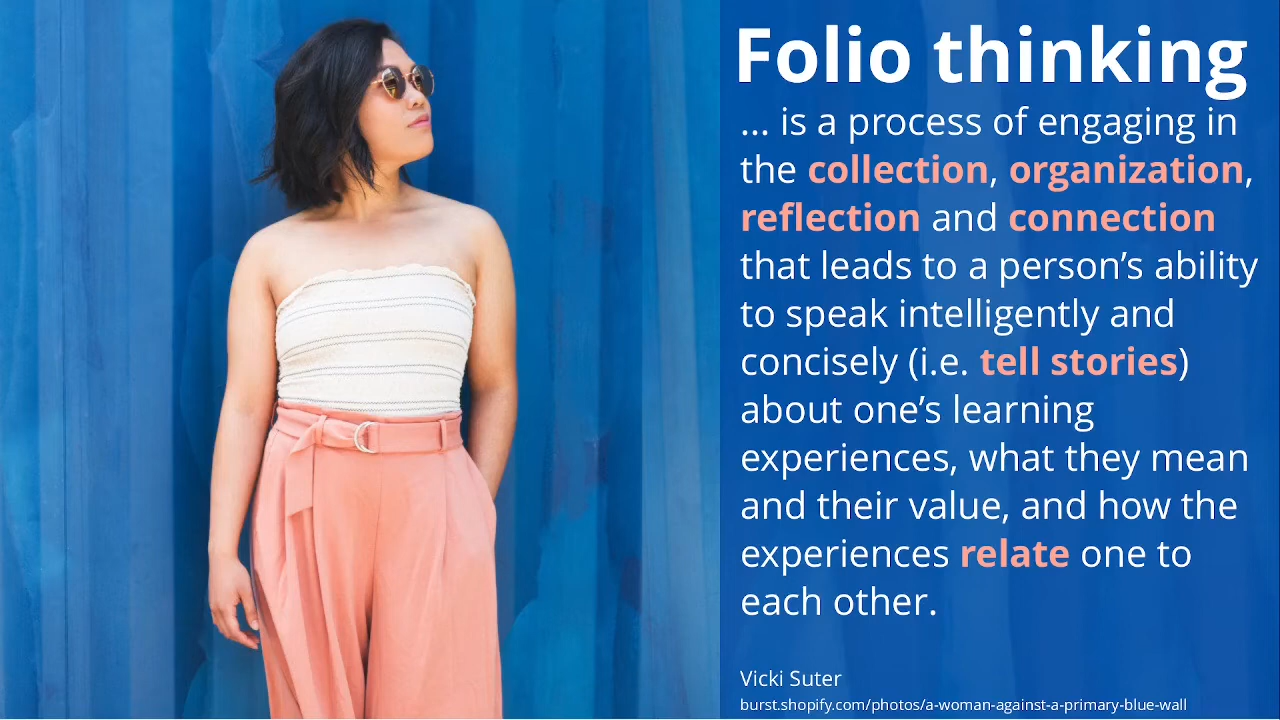 Folio thinking
... is a process of engaging in
the collection, organization,
reflection and connection
that leads to a person’s ability
to speak intelligently and
concisely (i.e. tell stories)
about one’s learning
experiences, what they mean
and their value, and how the
experiences relate one to
each other.
Vicki Suter
burst.shopify.com/photos/a-woman-against-a-primary-blue-wall